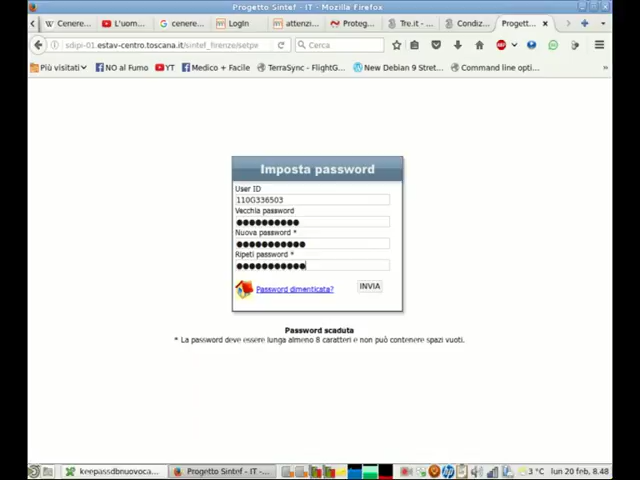 Progetto Sintef - IT - Mozilla Firefox
Cenere... L'uom... cenere... LogIn attenzi... Proteg... Tre.it - ... Condiz... Progett...
sdipi-01.estav-centro.toscana.it/sintef_firenze/setpw Cerca
Più visitati NO al Fumo YT Medico + Facile TerraSync - FlightG... New Debian 9 Stret... Command line opti...
Imposta password
User ID
110G336503
Vecchia password
Nuova password *
Ripeti password *
Password dimenticata? INVIA
Password scaduta
* La password deve essere lunga almeno 8 caratteri e non può contenere spazi vuoti.
keepassdbnuovoca... Progetto Sintef - IT -... 3 °C lun 20 feb, 8.48